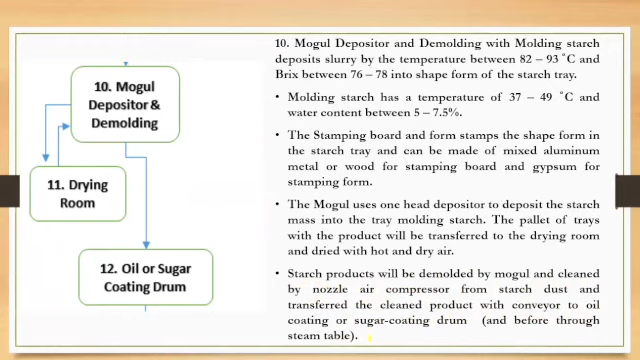 10. Mogul
Depositor &
Demolding
11. Drying
Room
12. Oil or Sugar
Coating Drum
10. Mogul Depositor and Demolding with Molding starch
deposits slurry by the temperature between 82 – 93 ˚C and
Brix between 76 – 78 into shape form of the starch tray.
• Molding starch has a temperature of 37 – 49 ˚C and
water content between 5 – 7.5%.
• The Stamping board and form stamps the shape form in
the starch tray and can be made of mixed aluminum
metal or wood for stamping board and gypsum for
stamping form.
• The Mogul uses one head depositor to deposit the starch
mass into the tray molding starch. The pallet of trays
with the product will be transferred to the drying room
and dried with hot and dry air.
• Starch products will be demolded by mogul and cleaned
by nozzle air compressor from starch dust and
transferred the cleaned product with conveyor to oil
coating or sugar-coating drum (and before through
steam table).